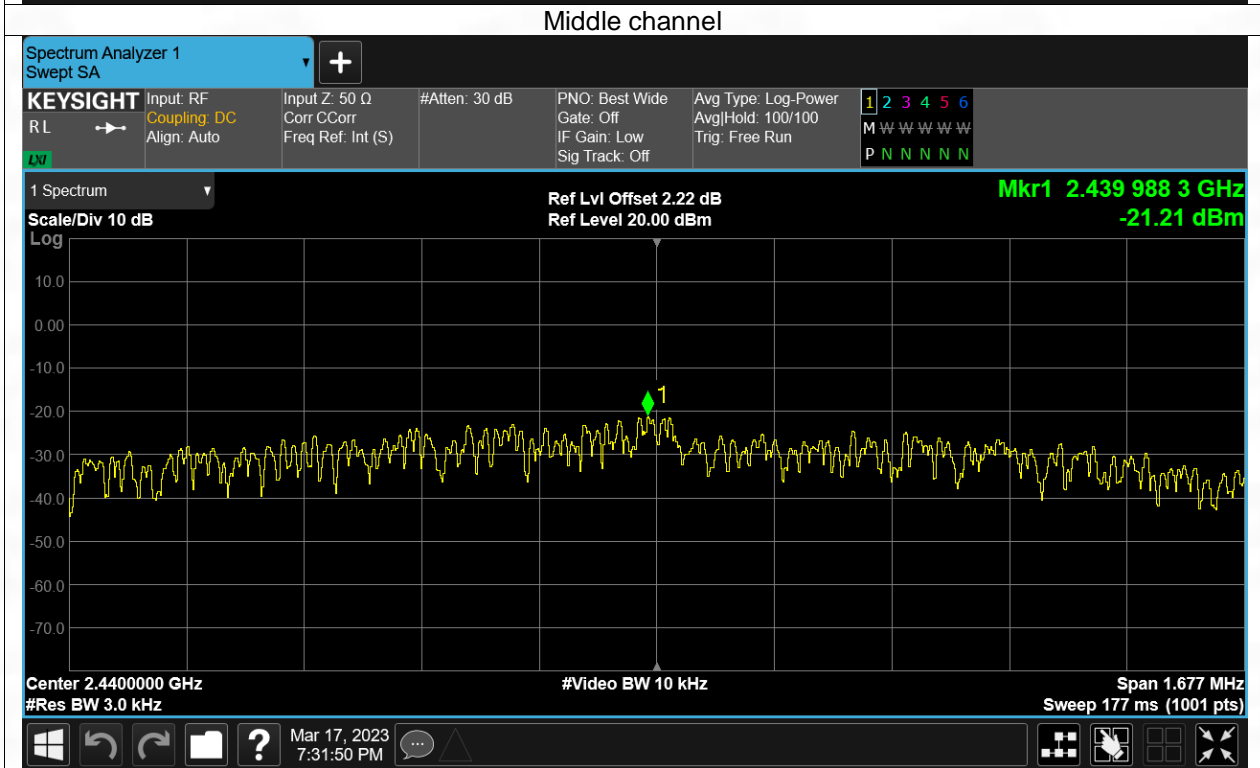 Middle channel
Spectrum Analyzer 1
Swept SA
KEYSIGHT
R L
LXI
Input: RF
Coupling: DC
Align: Auto
Input Z: 50 Ω
Corr CCorr
Freq Ref: Int (S)
#Atten: 30 dB
PNO: Best Wide
Gate: Off
IF Gain: Low
Sig Track: Off
Avg Type: Log-Power
Avg|Hold: 100/100
Trig: Free Run
1 2 3 4 5 6
M W W W W W
P N N N N N
1 Spectrum
Scale/Div 10 dB
Log
Ref Lvl Offset 2.22 dB
Ref Level 20.00 dBm
Mkr1 2.439 988 3 GHz
-21.21 dBm
10.0
0.00
-10.0
1
-20.0
-30.0
-40.0
-50.0
-60.0
-70.0
Center 2.4400000 GHz
#Res BW 3.0 kHz
#Video BW 10 kHz
Span 1.677 MHz
Sweep 177 ms (1001 pts)
?
Mar 17, 2023
7:31:50 PM